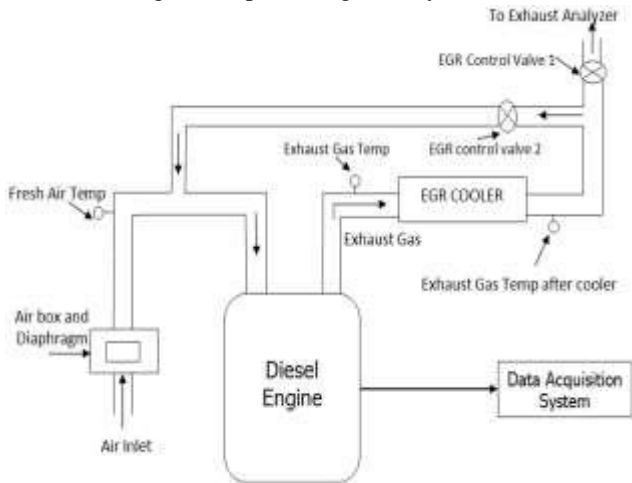 To Exhaust Analyzer
EGR Control Valve 1
Exhaust Gas Temp
EGR control valve 2
Fresh Air Temp
EGR COOLER
Exhaust Gas
Exhaust Gas Temp after cooler
Air box and
Diaphragm
Diesel
Engine
Data Acquisition
System
Air Inlet